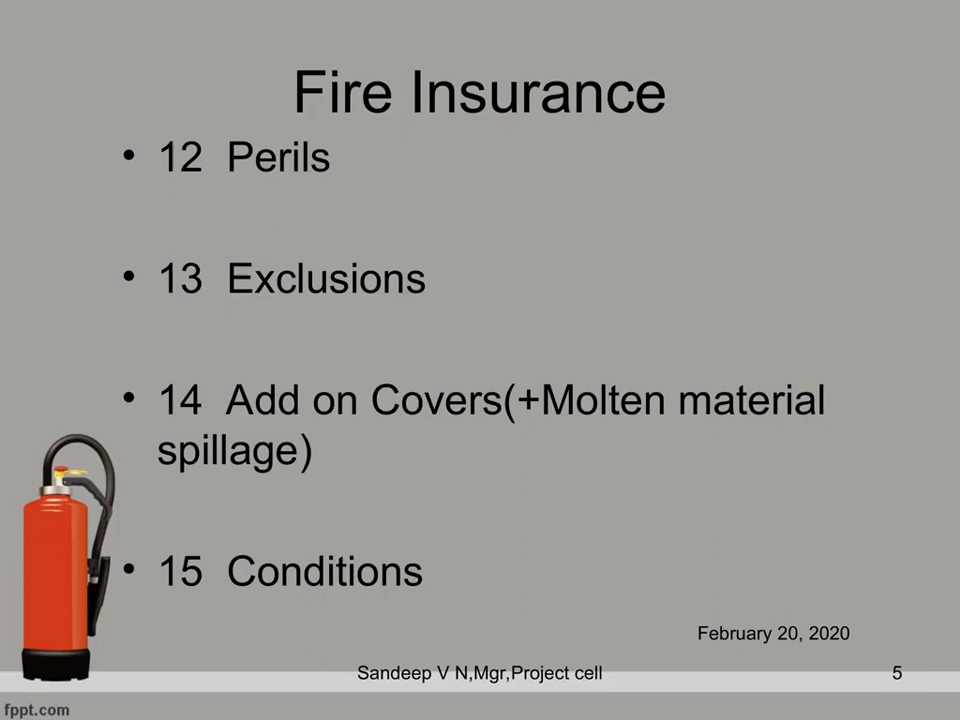 Fire Insurance
• 12  Perils
• 13  Exclusions
• 14  Add on Covers(+Molten material
spillage)
• 15  Conditions
February 20, 2020
Sandeep V N,Mgr,Project cell
5
fppt.com